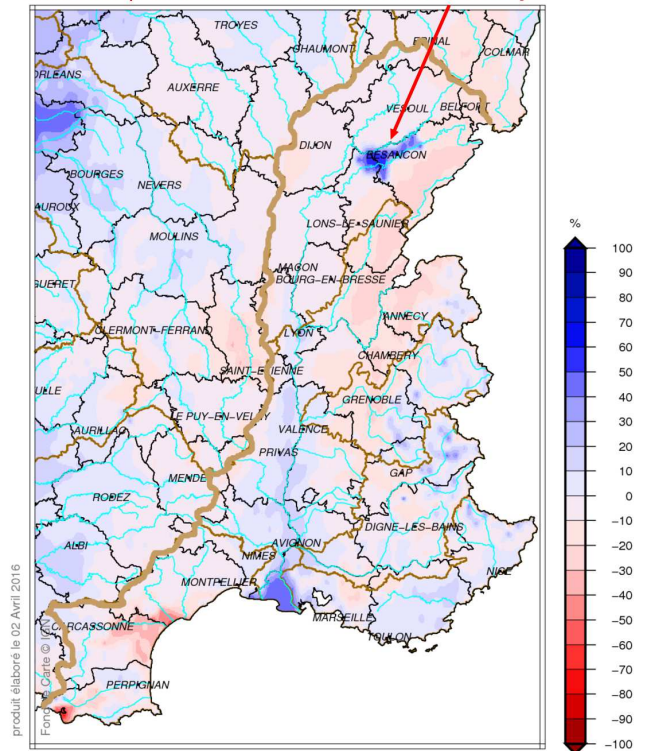 TROYES
CHAUMONT
EPINAL
COLMAR
ORLEANS
AUXERRE
VESOUL
BELFORT
DIJON
BESANCON
BOURGES
NEVERS
AUROUX
LONS-LE-SAUNIER
MOULINS
MACON
BOURG-EN-BRESSE
GUERET
ANNECY
CLERMONT-FERRAND
LYON
CHAMBERY
SAINT-ETIENNE
ULLE
GRENOBLE
LE PUY-EN-VELAY
AURILLAC
VALENCE
PRIVAS
MENDE
GAP
RODEZ
DIGNE-LES-BAINS
ALBI
AVIGNON
NIMES
NICE
MONTPELLIER
MARSEILLE
CARCASSONNE
TOULON
PERPIGNAN
%
100
90
80
70
60
50
40
30
20
10
0
-10
-20
-30
-40
-50
-60
-70
-80
-90
-100
produit élaboré le 02 Avril 2016
Fond de Carte © IGN